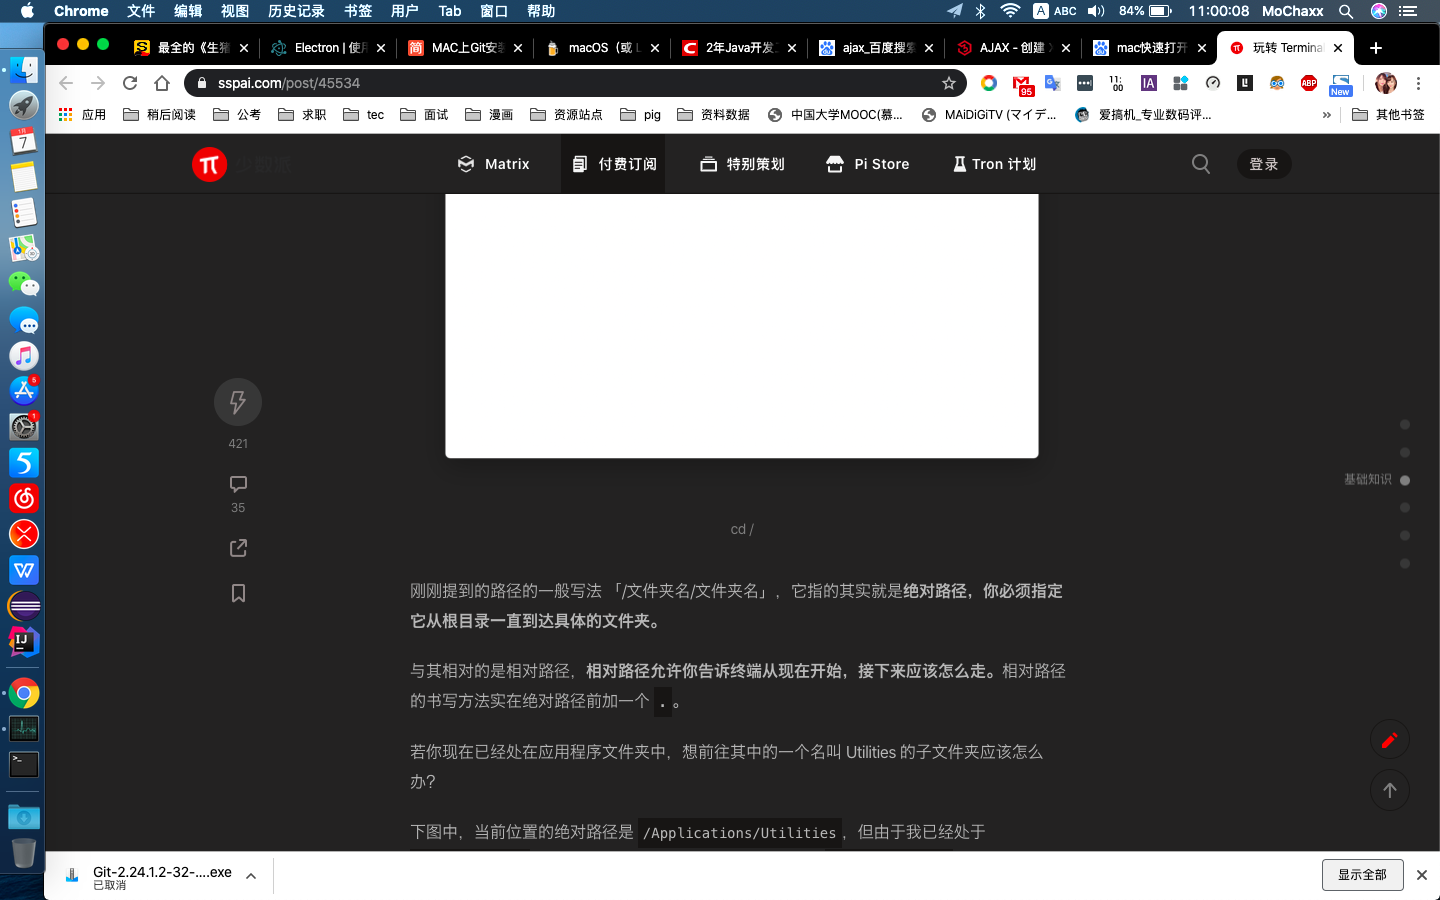 Chrome 文件 编辑 视图 历史记录 书签 用户 Tab 窗口 帮助 A ABC 84% 11:00:08 MoChaxx
最全的《生猪 Electron | 使用 MAC上Git安装 macOS（或 L 2年Java开发工 ajax_百度搜索 AJAX - 创建 X mac快速打开 玩转 Terminal
sspai.com/post/45534
95 11:00 IA ABP New
应用 稍后阅读 公考 求职 tec 面试 漫画 资源站点 pig 资料数据 中国大学MOOC(慕... MAiDiGiTV (マイデ... 爱搞机_专业数码评... » 其他书签
少数派 Matrix 付费订阅 特别策划 Pi Store Tron 计划 登录
1月
7
421
35
基础知识
cd /
刚刚提到的路径的一般写法 「/文件夹名/文件夹名」，它指的其实就是绝对路径，你必须指定
它从根目录一直到达具体的文件夹。
与其相对的是相对路径，相对路径允许你告诉终端从现在开始，接下来应该怎么走。相对路径
的书写方法实在绝对路径前加一个 . 。
若你现在已经处在应用程序文件夹中，想前往其中的一个名叫 Utilities 的子文件夹应该怎么
办？
下图中，当前位置的绝对路径是 /Applications/Utilities ，但由于我已经处于
5
1
IJ
Git-2.24.1.2-32-....exe
已取消
显示全部